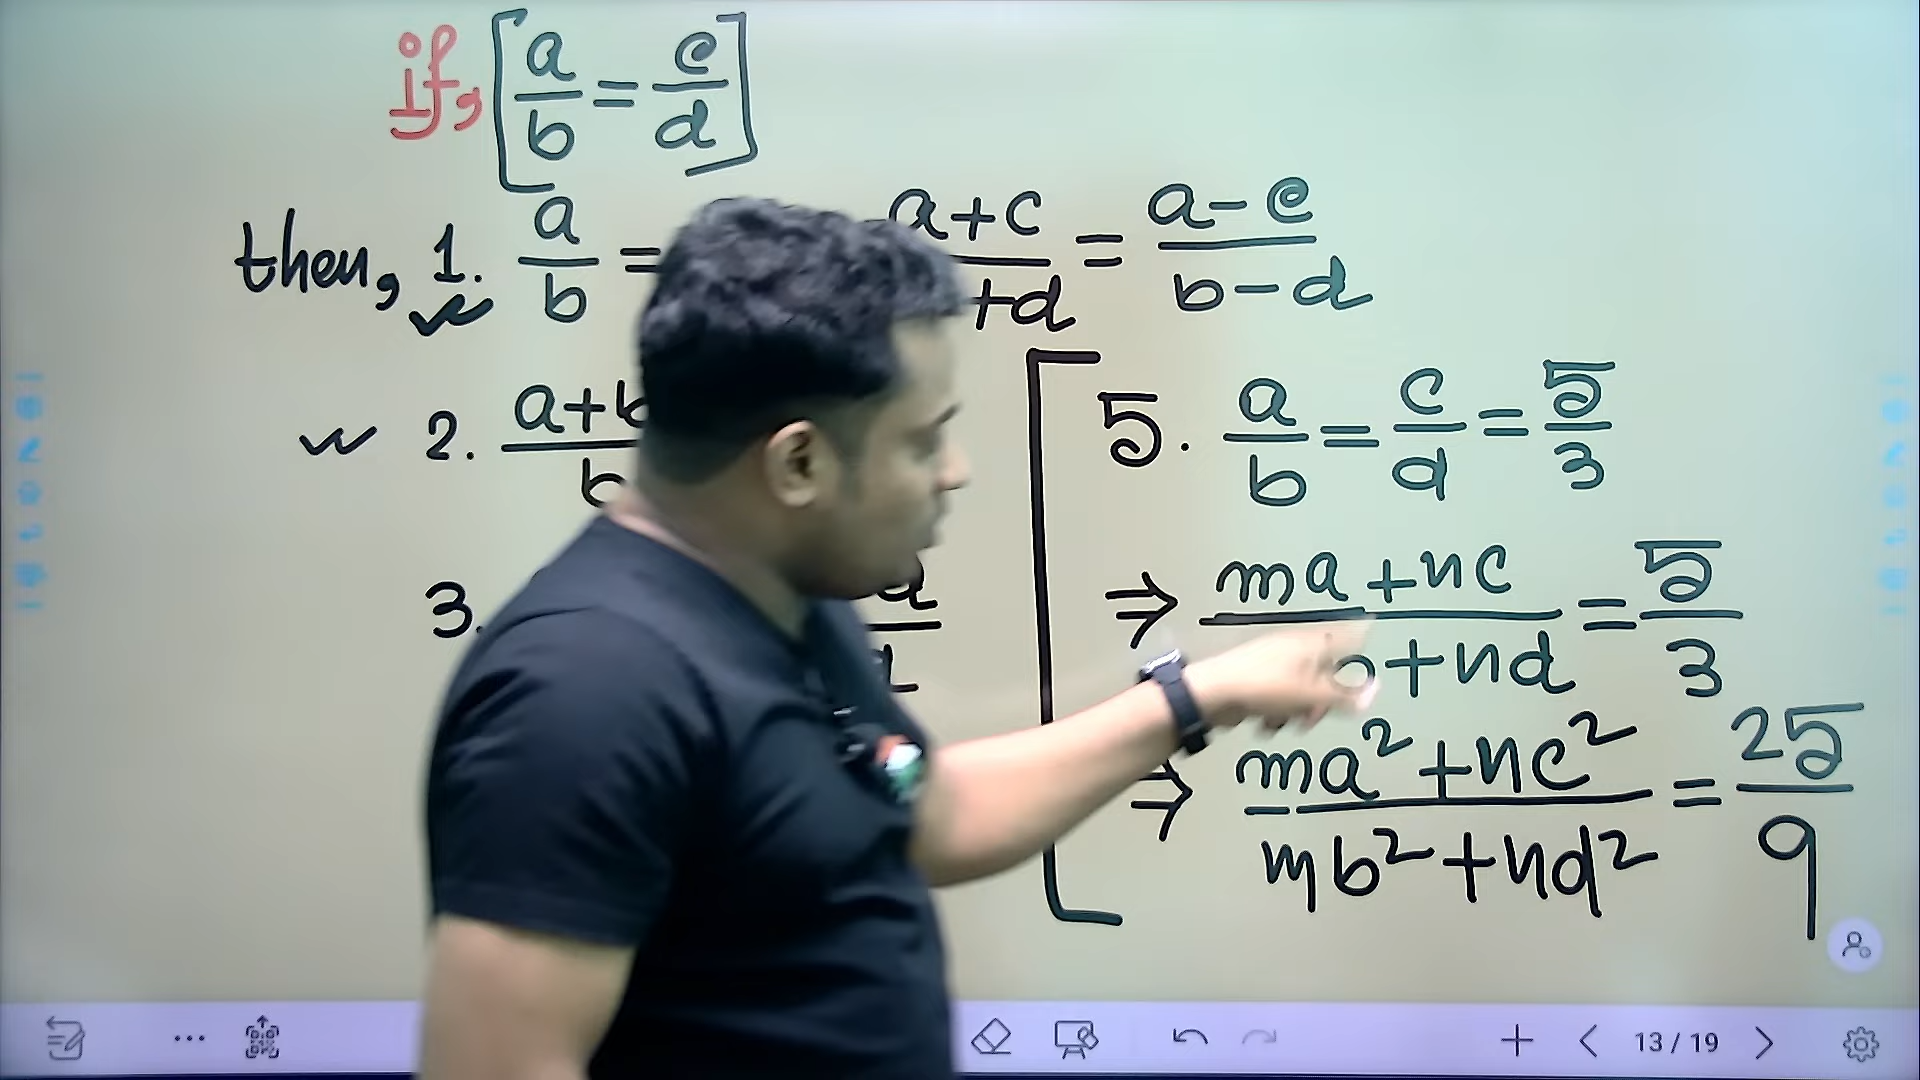 if, [a/b = c/d]
then, 1. a/b = a+c/+d = a-c/b-d
2. a+b/b
3. a/
5. a/b = c/d = 5/3
⇒ ma+nc/b+nd = 5/3
⇒ ma²+nc²/mb²+nd² = 25/9
13 / 19